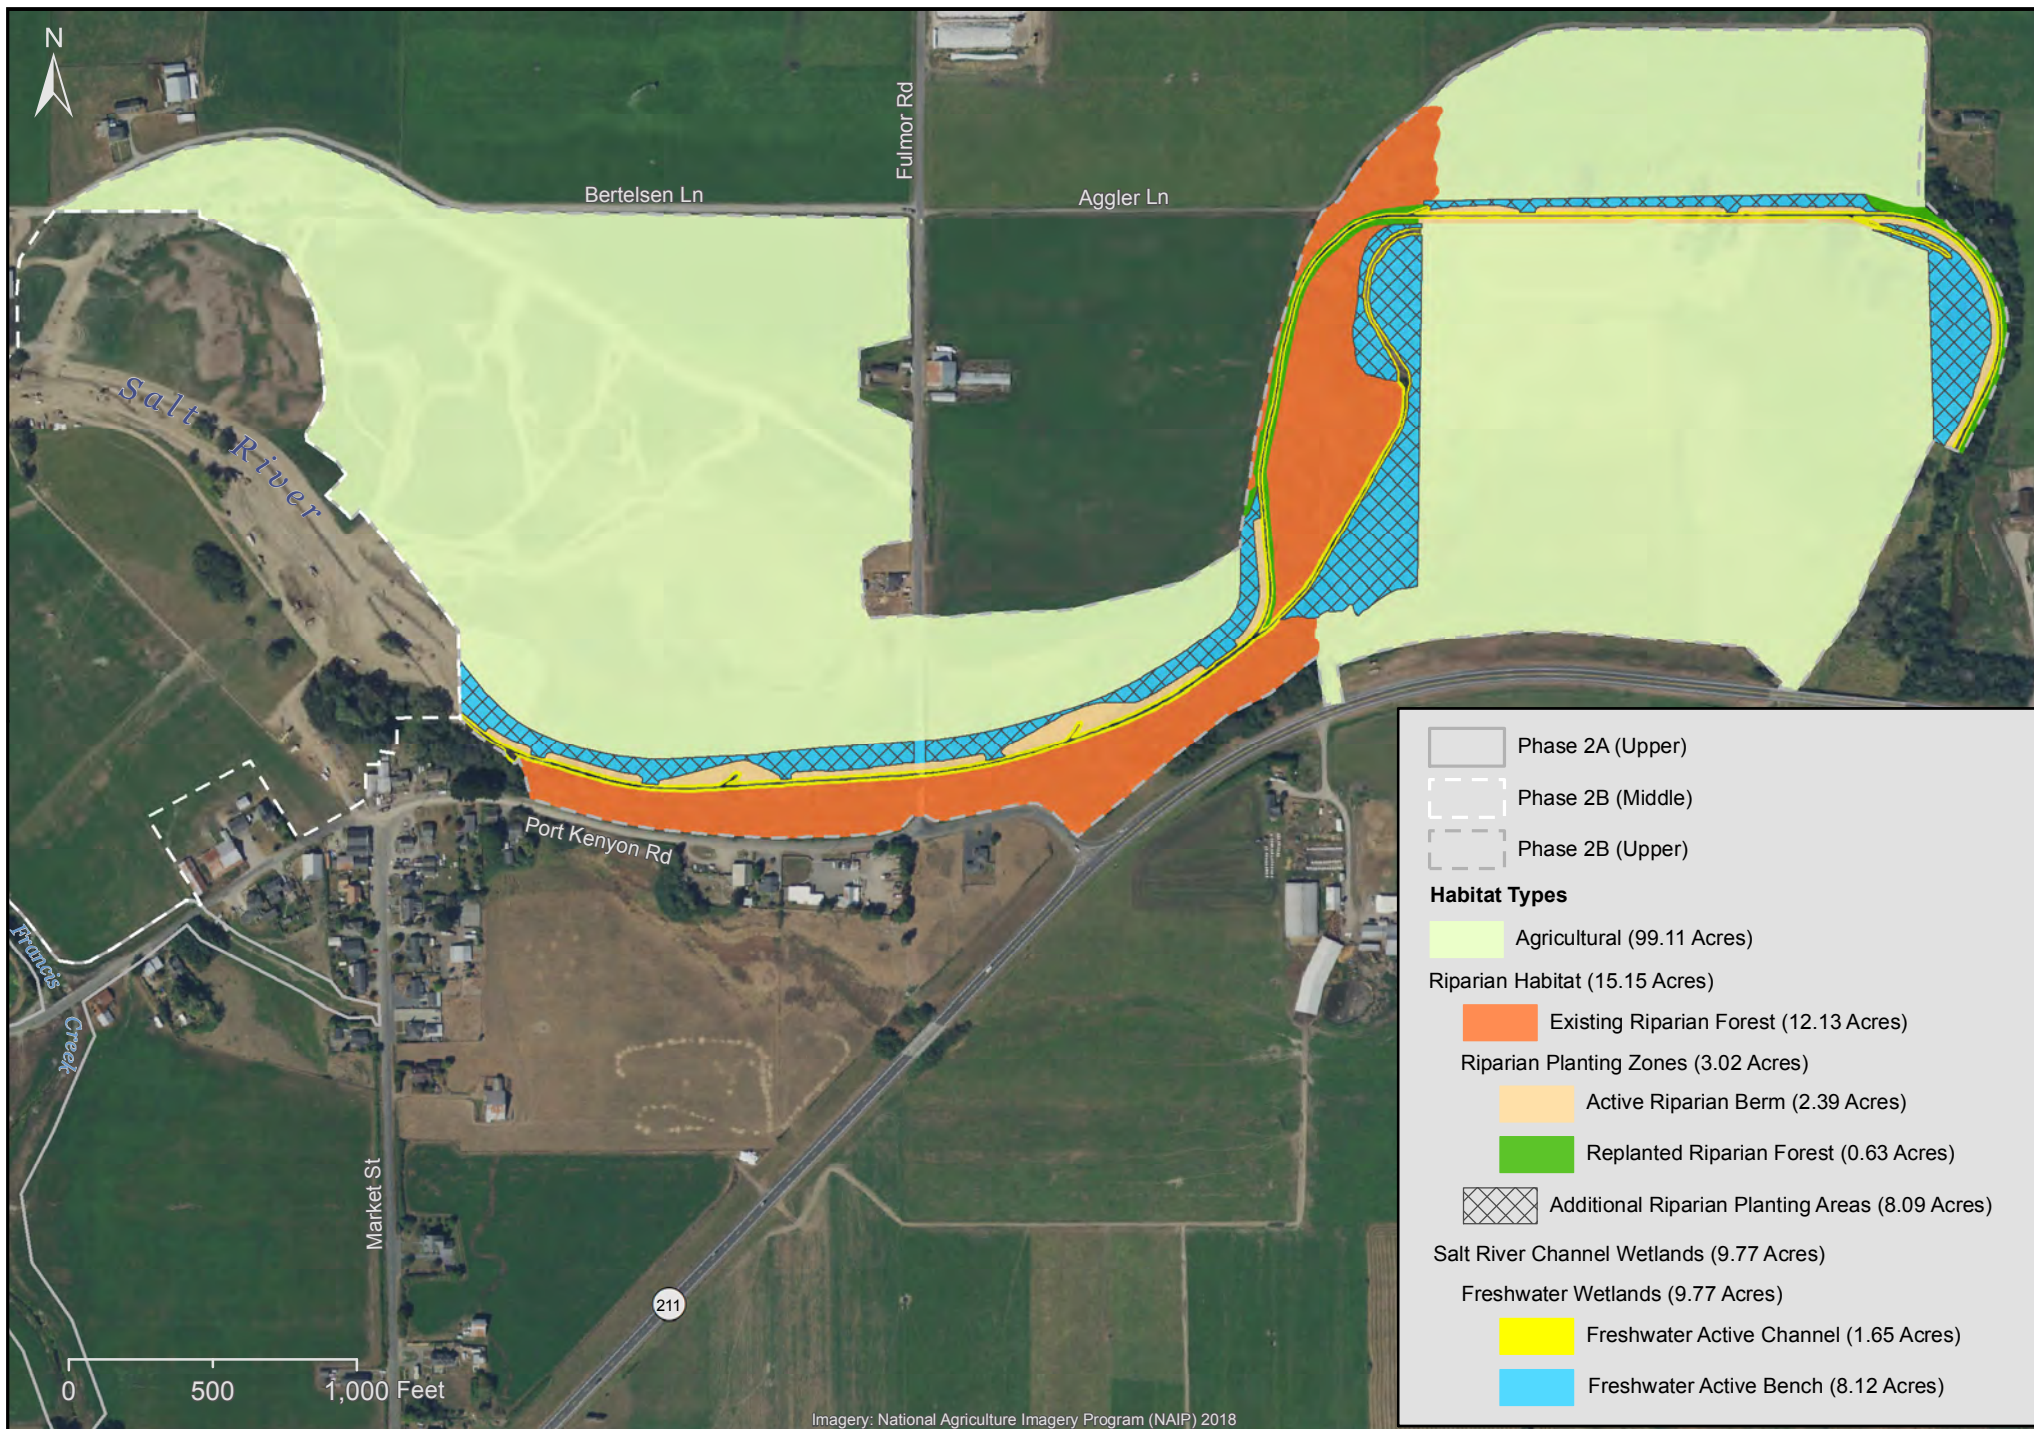 N
Fulmor Rd
Bertelsen Ln
Aggler Ln
Salt River
Port Kenyon Rd
Francis
Creek
Market St
211
0 500 1,000 Feet
Imagery: National Agriculture Imagery Program (NAIP) 2018
Phase 2A (Upper)
Phase 2B (Middle)
Phase 2B (Upper)
Habitat Types
Agricultural (99.11 Acres)
Riparian Habitat (15.15 Acres)
Existing Riparian Forest (12.13 Acres)
Riparian Planting Zones (3.02 Acres)
Active Riparian Berm (2.39 Acres)
Replanted Riparian Forest (0.63 Acres)
Additional Riparian Planting Areas (8.09 Acres)
Salt River Channel Wetlands (9.77 Acres)
Freshwater Wetlands (9.77 Acres)
Freshwater Active Channel (1.65 Acres)
Freshwater Active Bench (8.12 Acres)